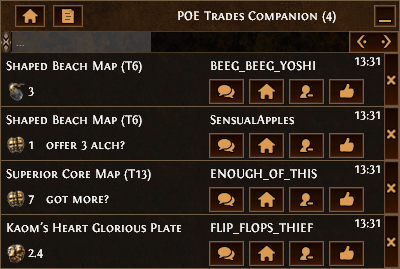 POE Trades Companion (4)
...
Shaped Beach Map (T6) BEEG_BEEG_YOSHI 13:31
3
Shaped Beach Map (T6) SensualApples 13:31
1 offer 3 alch?
Superior Core Map (T13) ENOUGH_OF_THIS 13:31
7 got more?
Kaom's Heart Glorious Plate FLIP_FLOPS_THIEF 13:31
2.4